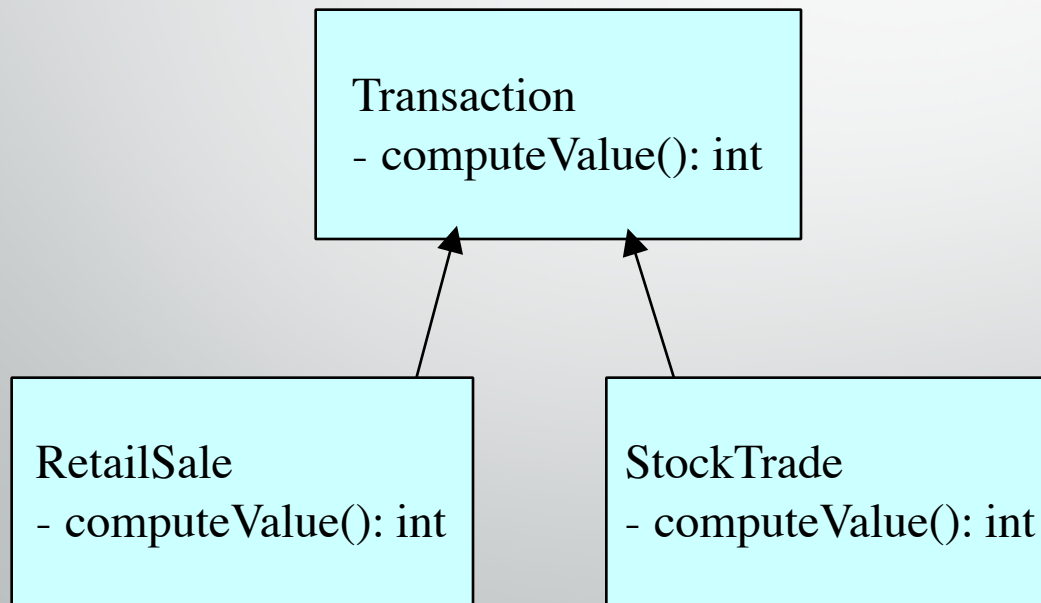 Transaction
- computeValue(): int
RetailSale
- computeValue(): int
StockTrade
- computeValue(): int